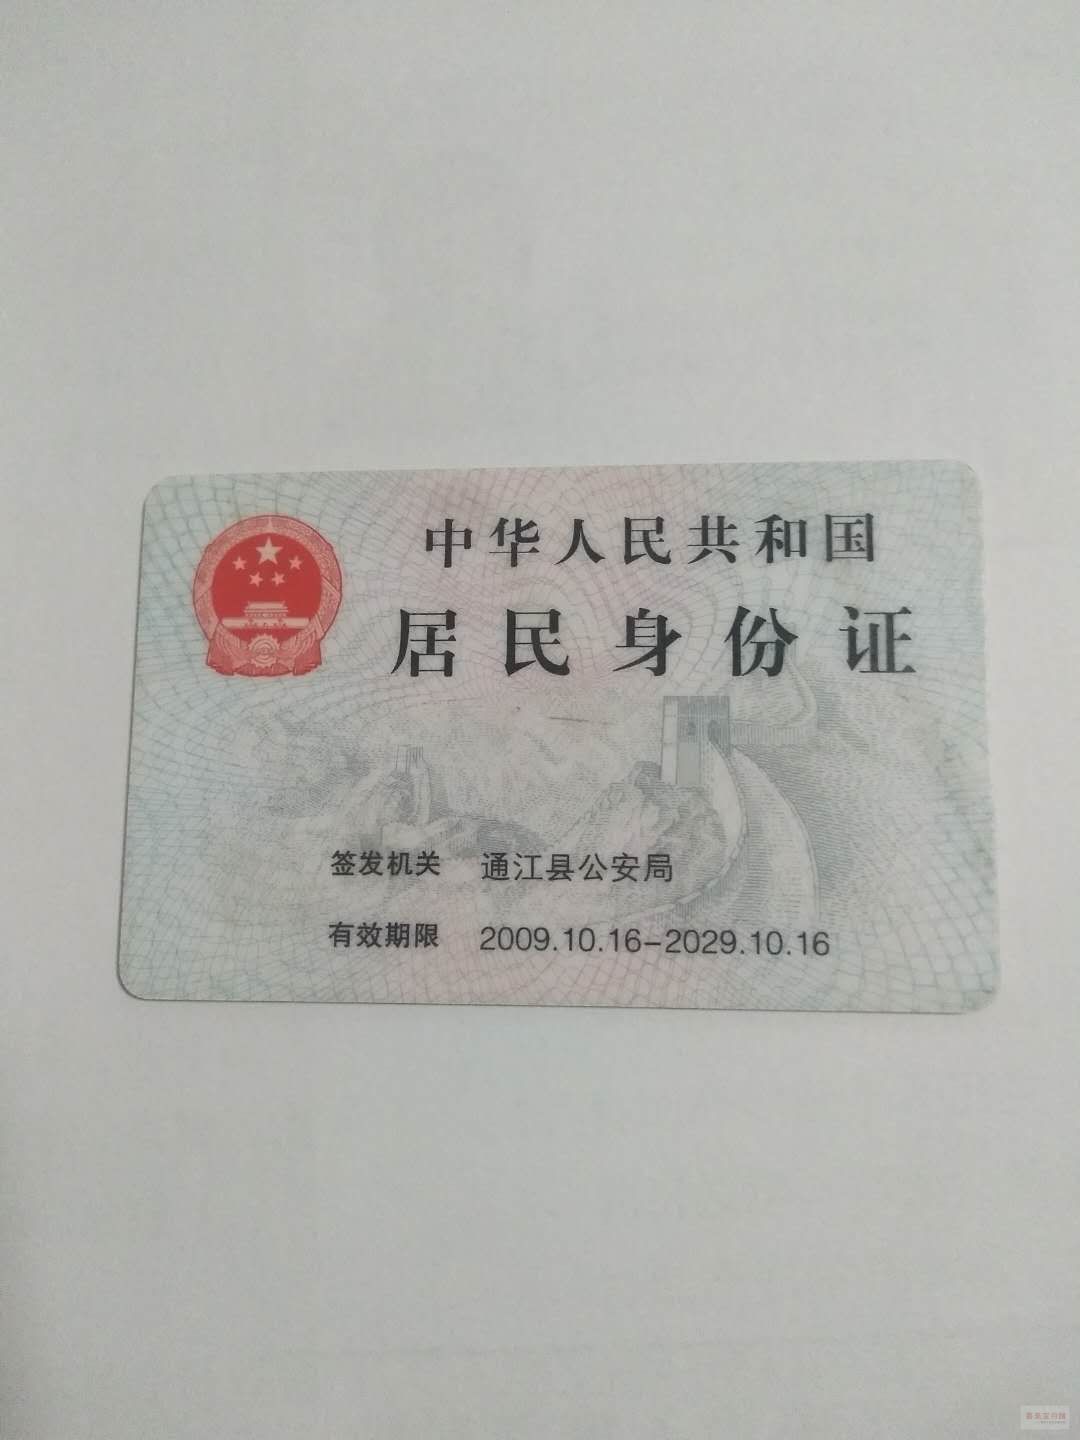 中华人民共和国
居民身份证
签发机关 通江县公安局
有效期限 2009.10.16-2029.10.16